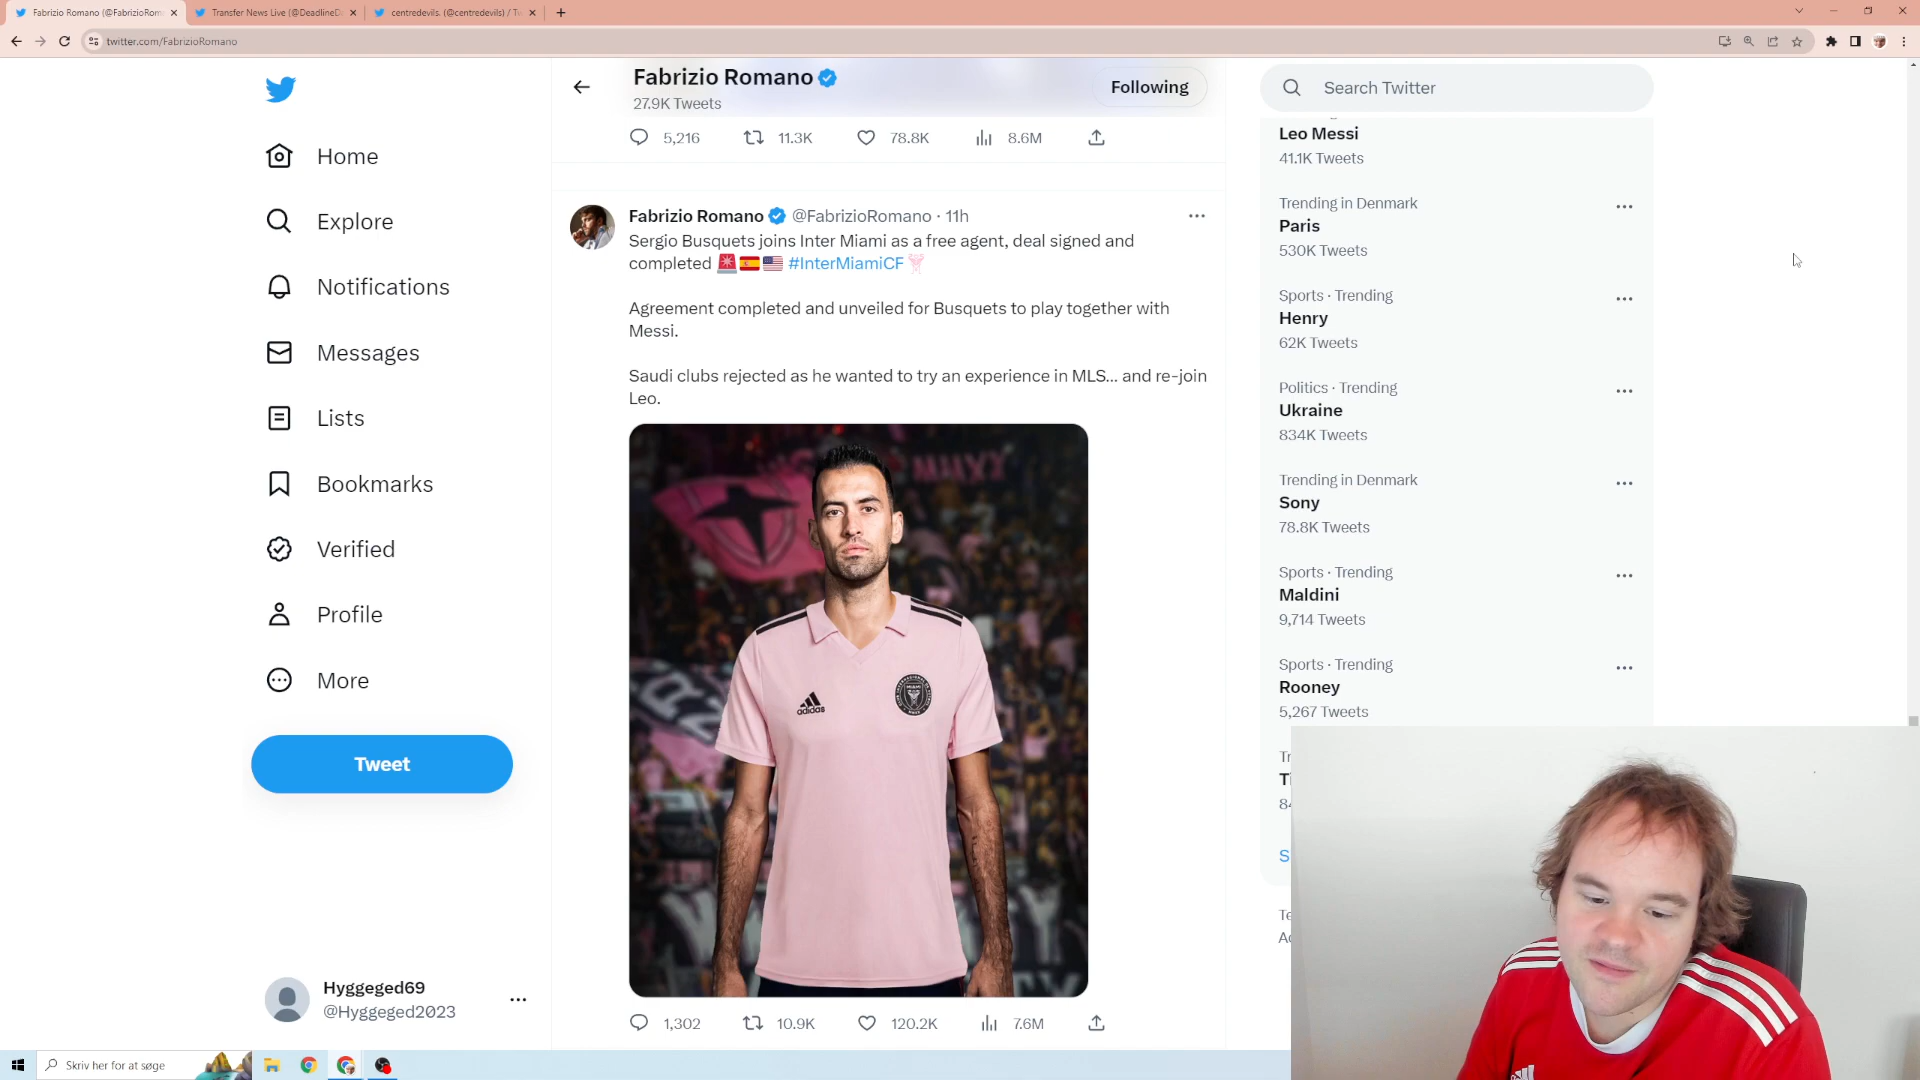 Fabrizio Romano (@FabrizioRom
Transfer News Live (@DeadlineD
centredevils. (@centredevils) / Tw
twitter.com/FabrizioRomano
Home
Explore
Notifications
Messages
Lists
Bookmarks
Verified
Profile
More
Tweet
Hyggeged69
@Hyggeged2023
Fabrizio Romano
27.9K Tweets
Following
5,216 11.3K 78.8K 8.6M
Fabrizio Romano @FabrizioRomano · 11h
Sergio Busquets joins Inter Miami as a free agent, deal signed and
completed 🚨🇪🇸🇺🇸 #InterMiamiCF
Agreement completed and unveiled for Busquets to play together with
Messi.
Saudi clubs rejected as he wanted to try an experience in MLS... and re-join
Leo.
adidas
1,302 10.9K 120.2K 7.6M
Search Twitter
Leo Messi
41.1K Tweets
Trending in Denmark
Paris
530K Tweets
Sports · Trending
Henry
62K Tweets
Politics · Trending
Ukraine
834K Tweets
Trending in Denmark
Sony
78.8K Tweets
Sports · Trending
Maldini
9,714 Tweets
Sports · Trending
Rooney
5,267 Tweets
Skriv her for at søge